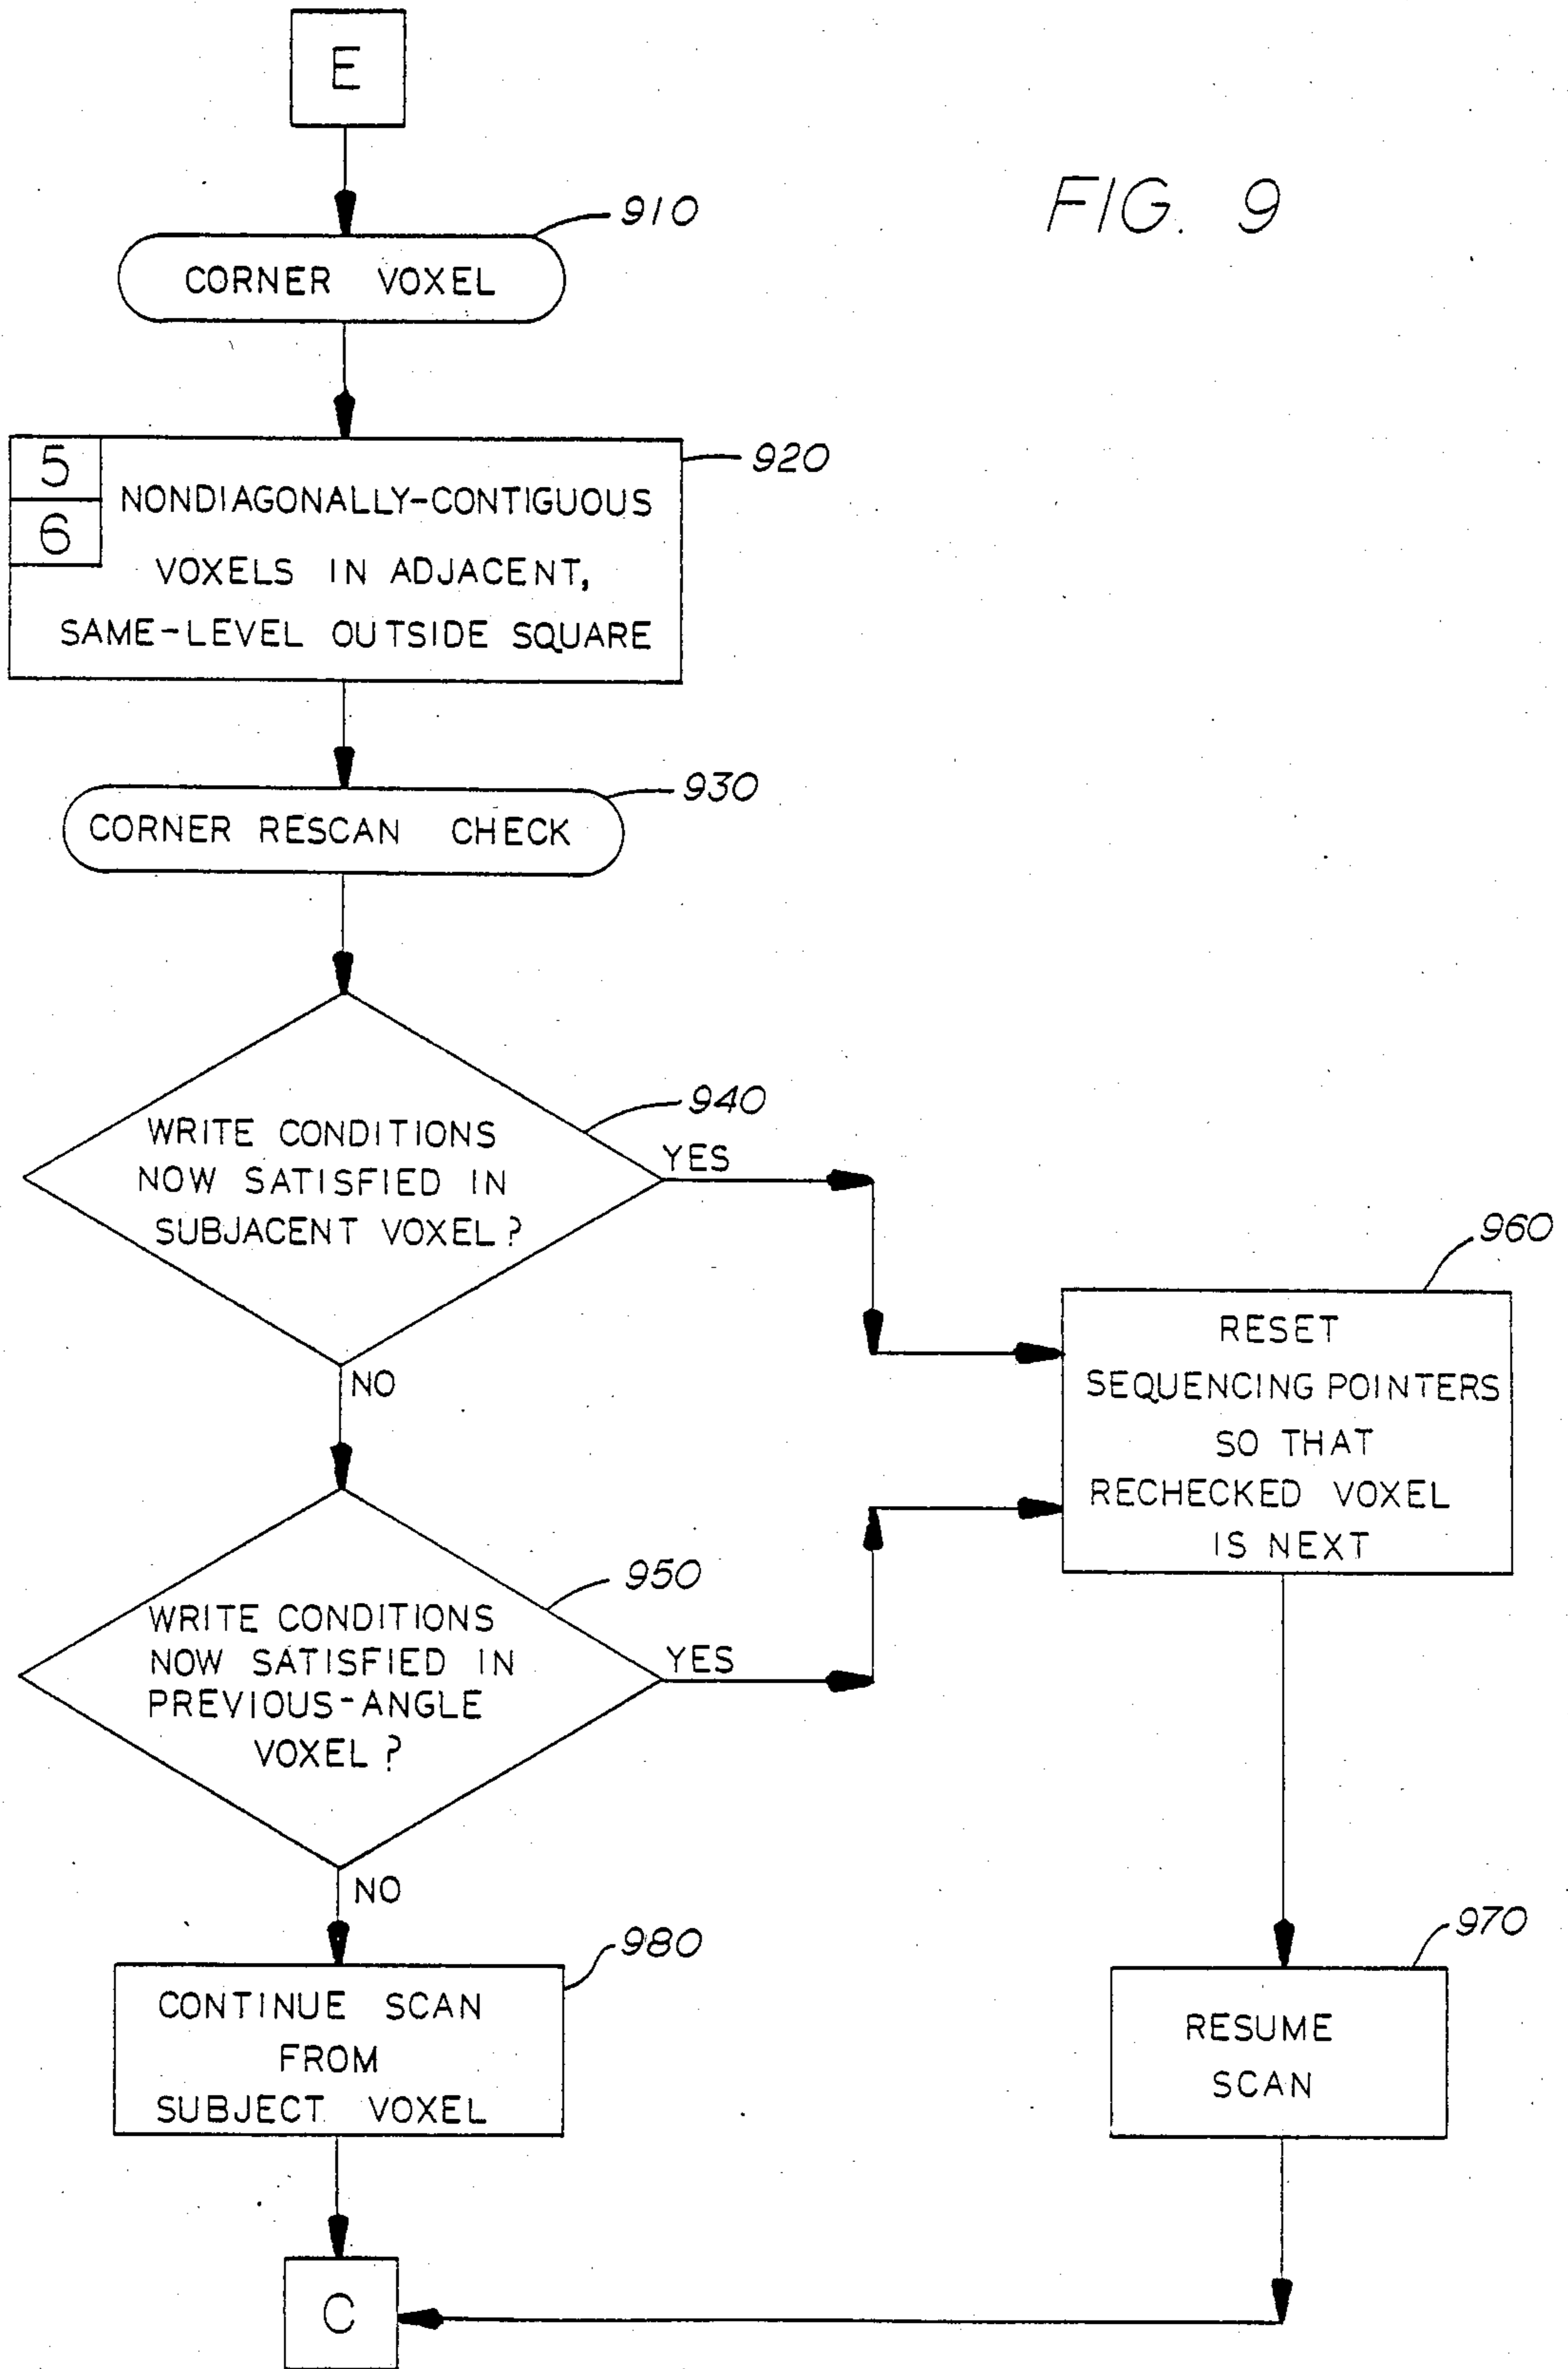 E
FIG. 9
910
CORNER VOXEL
920
5
6
NONDIAGONALLY-CONTIGUOUS
VOXELS IN ADJACENT,
SAME-LEVEL OUTSIDE SQUARE
930
CORNER RESCAN CHECK
940
WRITE CONDITIONS
NOW SATISFIED IN
SUBJACENT VOXEL?
YES
NO
960
RESET
SEQUENCING POINTERS
SO THAT
RECHECKED VOXEL
IS NEXT
950
WRITE CONDITIONS
NOW SATISFIED IN
PREVIOUS-ANGLE
VOXEL?
YES
NO
980
CONTINUE SCAN
FROM
SUBJECT VOXEL
970
RESUME
SCAN
C